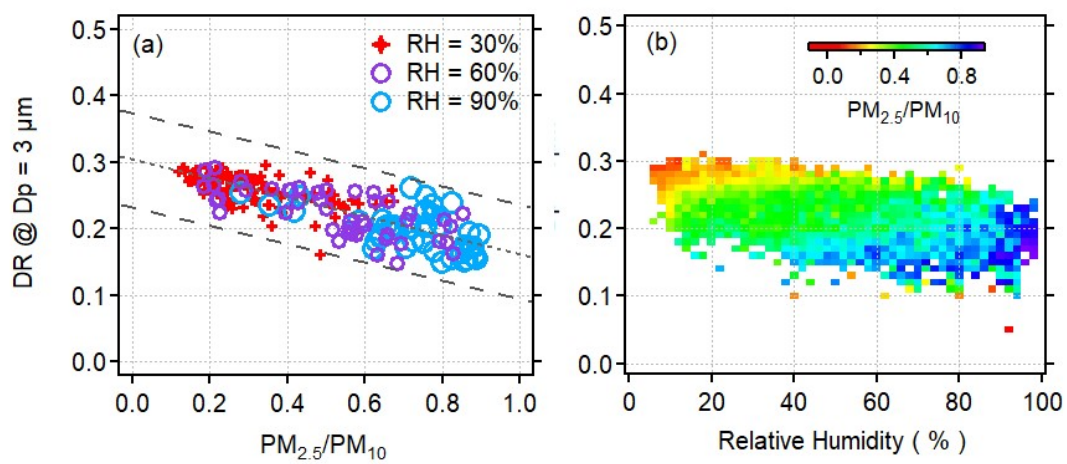 (a)
RH = 30%
RH = 60%
RH = 90%
0.5
0.4
0.3
0.2
0.1
0.0
DR @ Dp = 3 μm
0.0 0.2 0.4 0.6 0.8 1.0
PM2.5/PM10
(b)
0.0 0.4 0.8
PM2.5/PM10
0.5
0.4
0.3
0.2
0.1
0.0
0 20 40 60 80 100
Relative Humidity ( % )